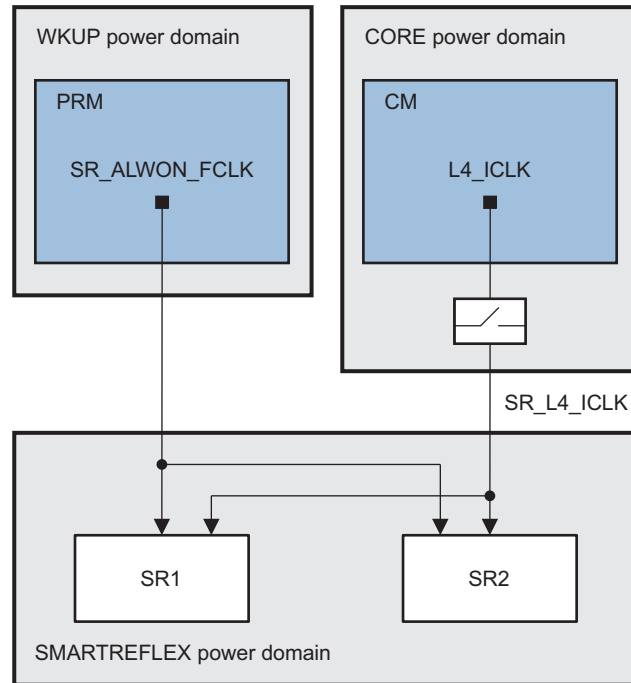 WKUP power domain
CORE power domain
PRM
CM
SR_ALWON_FCLK
L4_ICLK
SR_L4_ICLK
SR1
SR2
SMARTREFLEX power domain